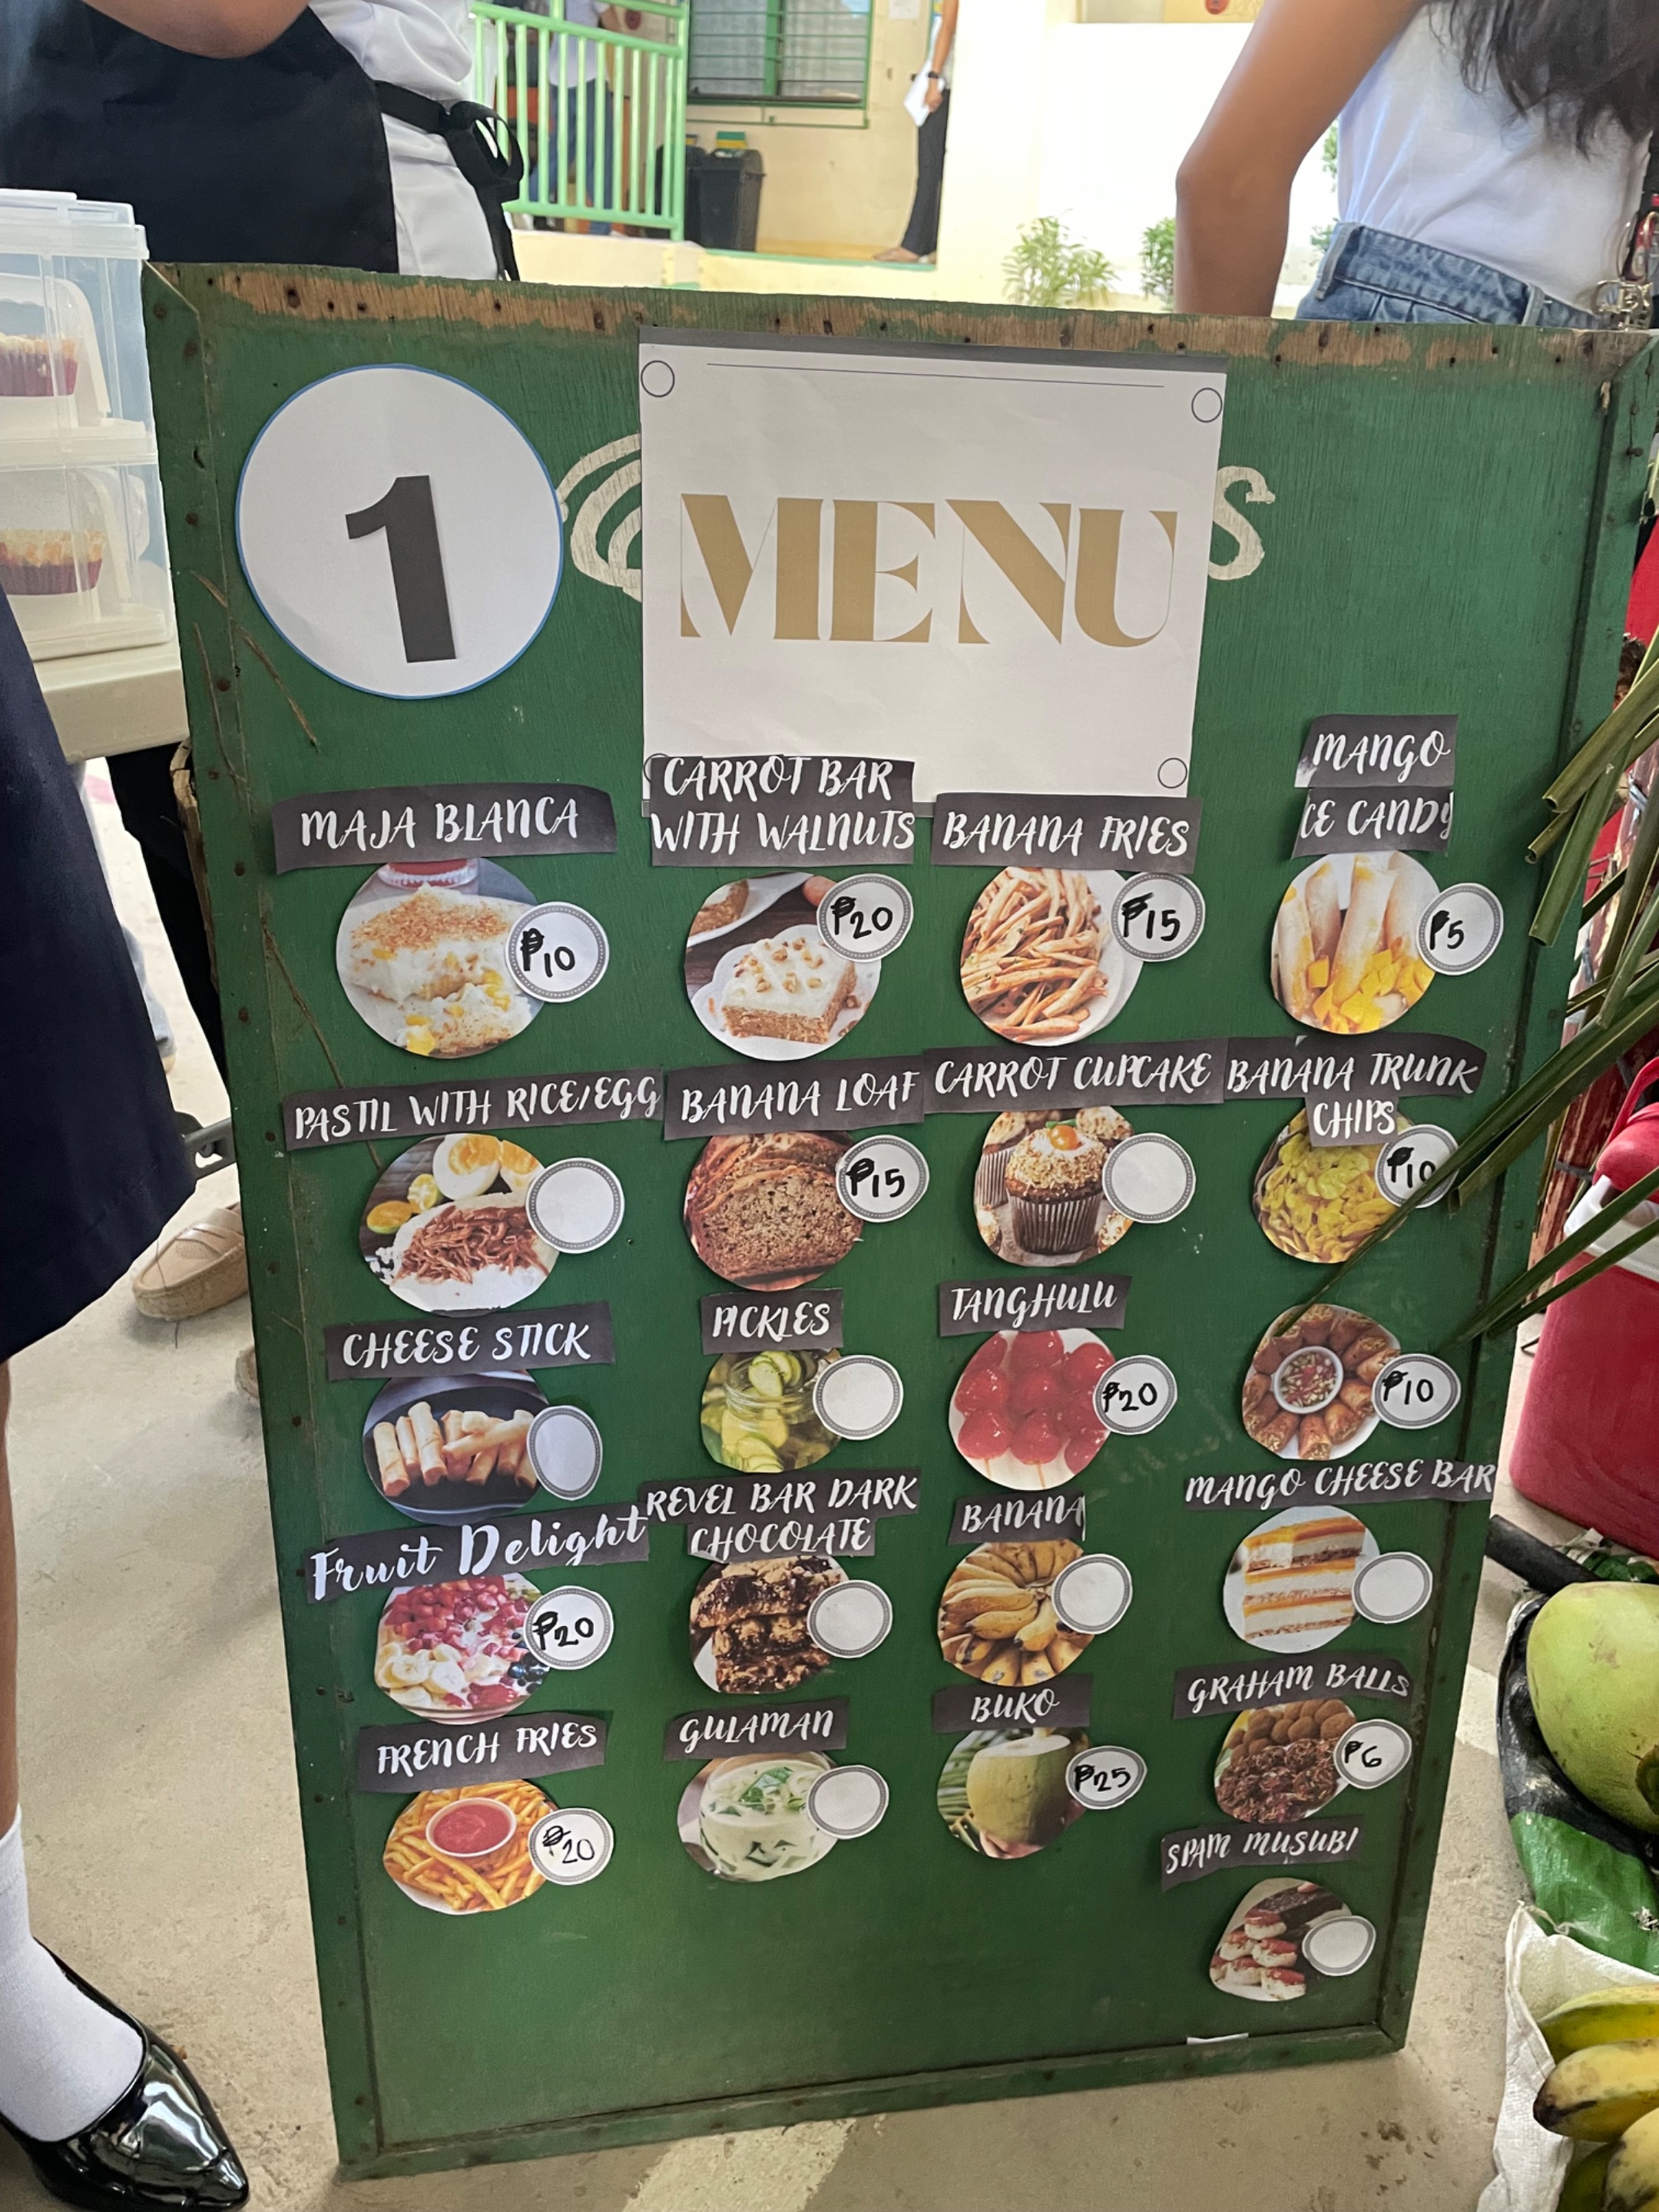 1
MENU
S
MAJA BLANCA
₱10
CARROT BAR
WITH WALNUTS
₱20
BANANA FRIES
₱15
MANGO
CE CANDY
₱5
PASTIL WITH RICE/EGG
BANANA LOAF
₱15
CARROT CUPCAKE
BANANA TRUNK
CHIPS
₱10
CHEESE STICK
PICKLES
TANGHULU
₱20
₱10
Fruit Delight
₱20
REVEL BAR DARK
CHOCOLATE
BANANA
MANGO CHEESE BAR
FRENCH FRIES
₱20
GULAMAN
BUKO
₱25
GRAHAM BALLS
₱6
SPAM MUSUBI